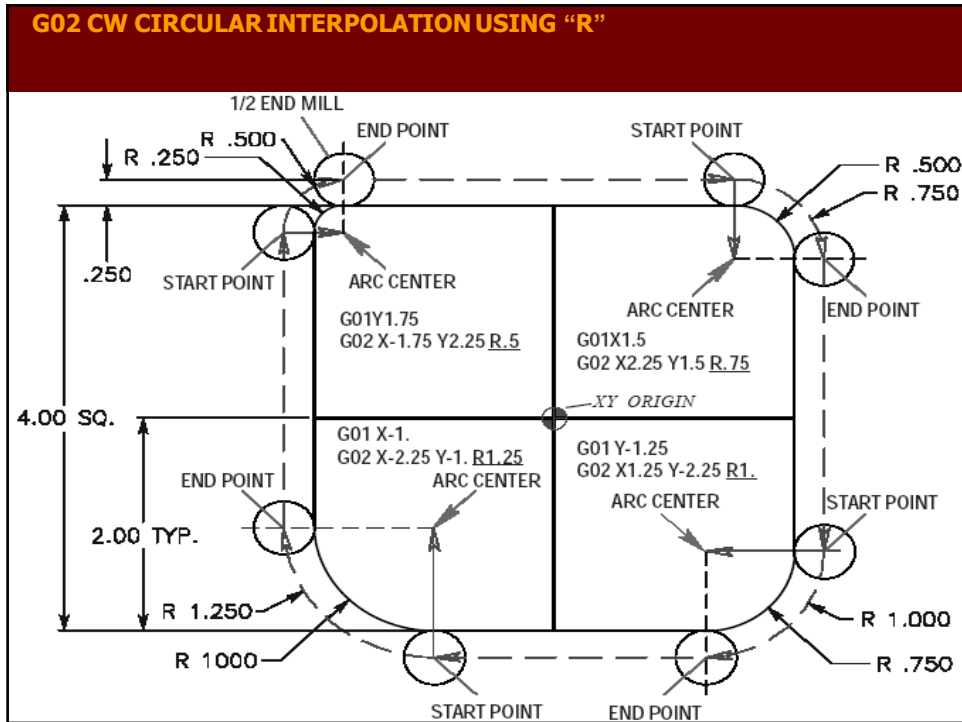 G02 CW CIRCULAR INTERPOLATION USING “R”
1/2 END MILL
END POINT
START POINT
R .500
R .250
R .500
R .750
.250
START POINT
ARC CENTER
ARC CENTER
END POINT
G01Y1.75
G02 X-1.75 Y2.25 R.5
G01X1.5
G02 X2.25 Y1.5 R.75
XY ORIGIN
4.00 SQ.
G01 X-1.
G02 X-2.25 Y-1. R1.25
G01 Y-1.25
G02 X1.25 Y-2.25 R1.
END POINT
ARC CENTER
ARC CENTER
START POINT
2.00 TYP.
R 1.250
R 1000
R 1.000
R .750
START POINT
END POINT